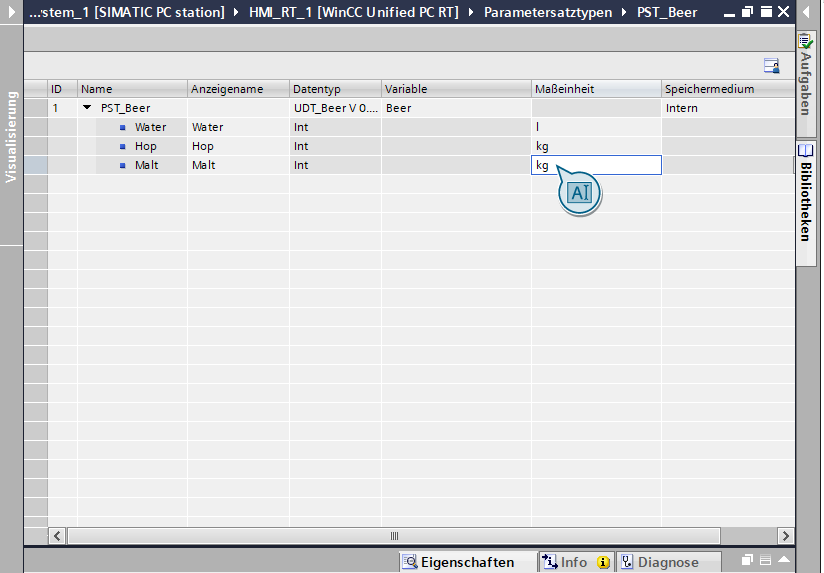 ...stem_1 [SIMATIC PC station] HMI_RT_1 [WinCC Unified PC RT] Parametersatztypen PST_Beer
Visualisierung
ID Name Anzeigename Datentyp Variable Maßeinheit Speichermedium
1 PST_Beer UDT_Beer V 0.... Beer Intern
Water Water Int l
Hop Hop Int kg
Malt Malt Int kg
AI
Aufgaben
Bibliotheken
Eigenschaften Info Diagnose